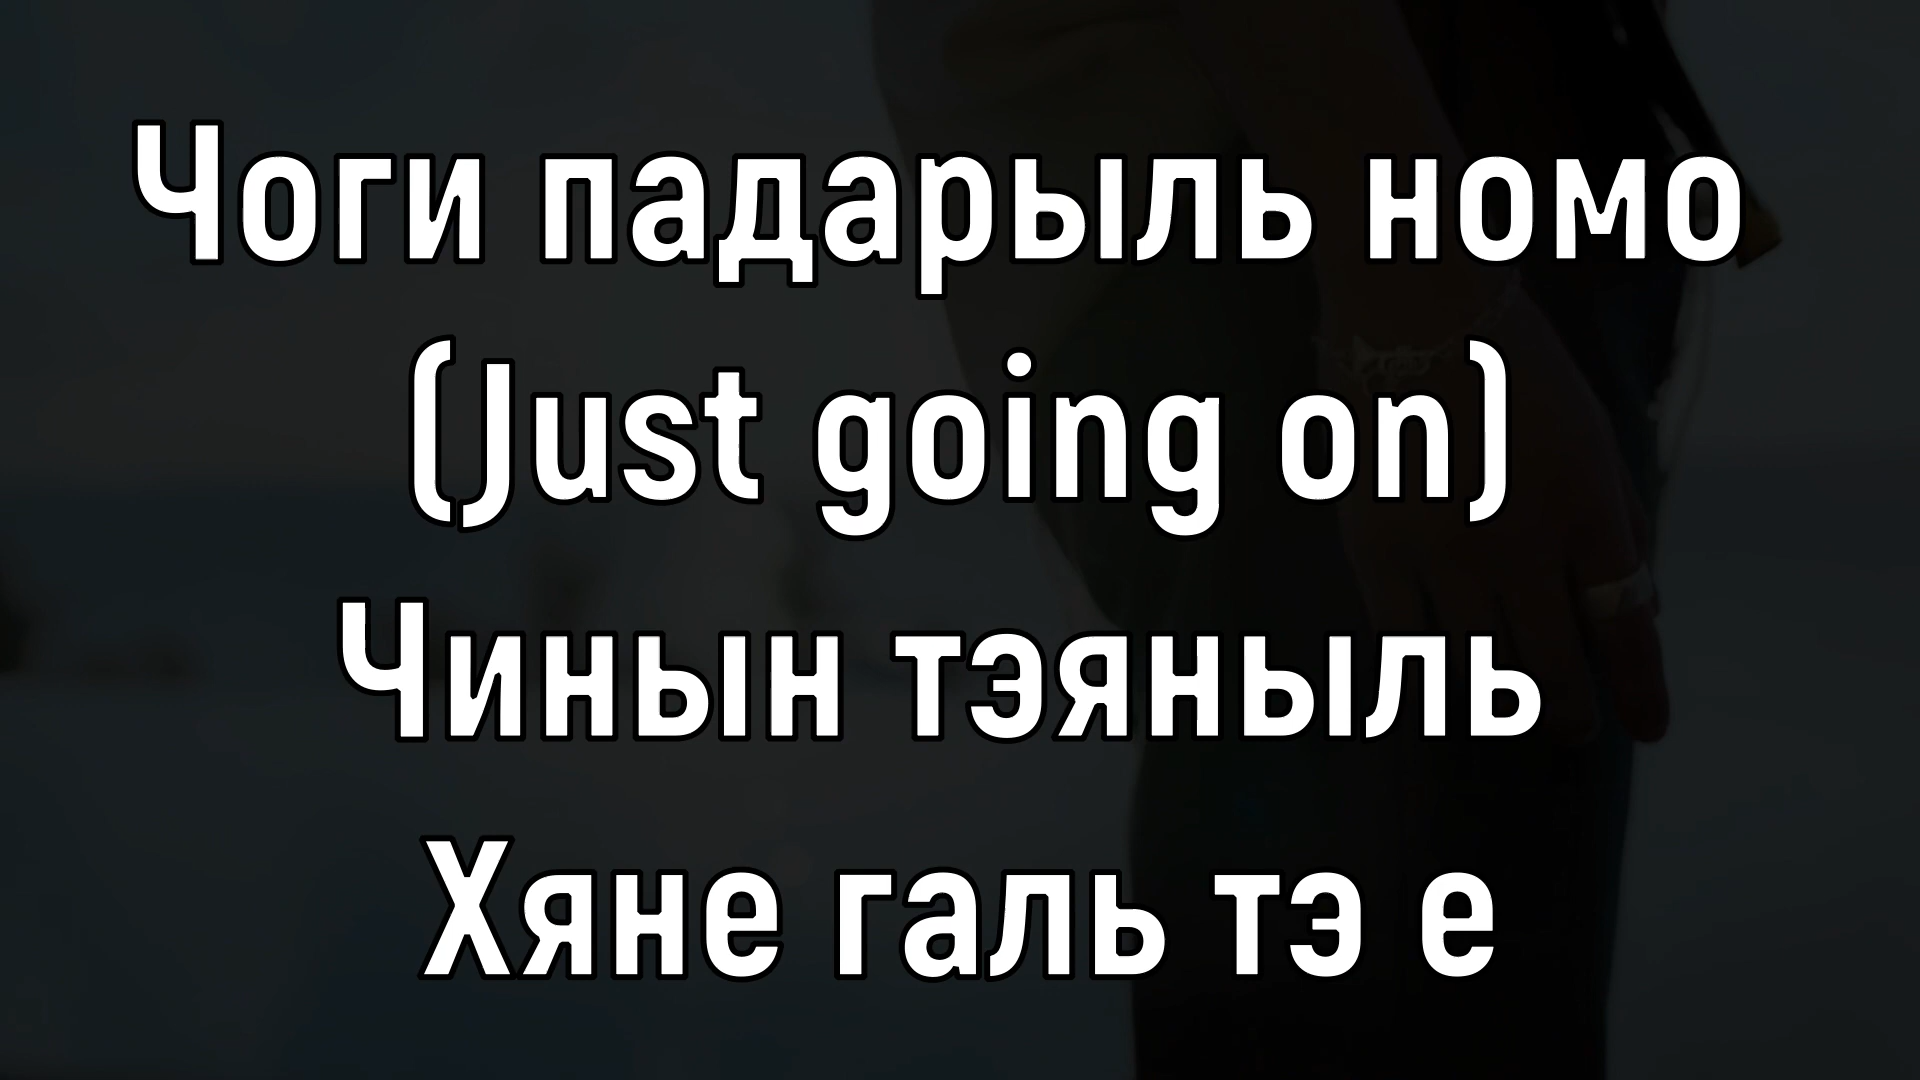 Чоги падарыль номо
(Just going on)
Чинын тэяныль
Хяне галь тэ е